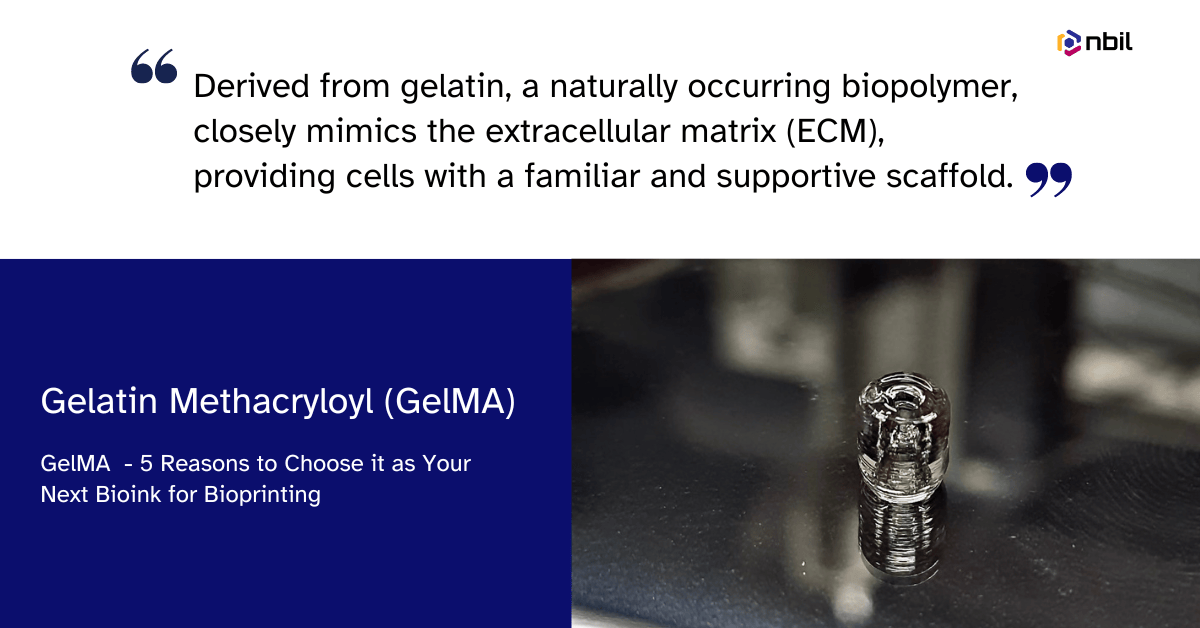 nbil
“ Derived from gelatin, a naturally occurring biopolymer,
closely mimics the extracellular matrix (ECM),
providing cells with a familiar and supportive scaffold. ”
Gelatin Methacryloyl (GelMA)
GelMA - 5 Reasons to Choose it as Your
Next Bioink for Bioprinting